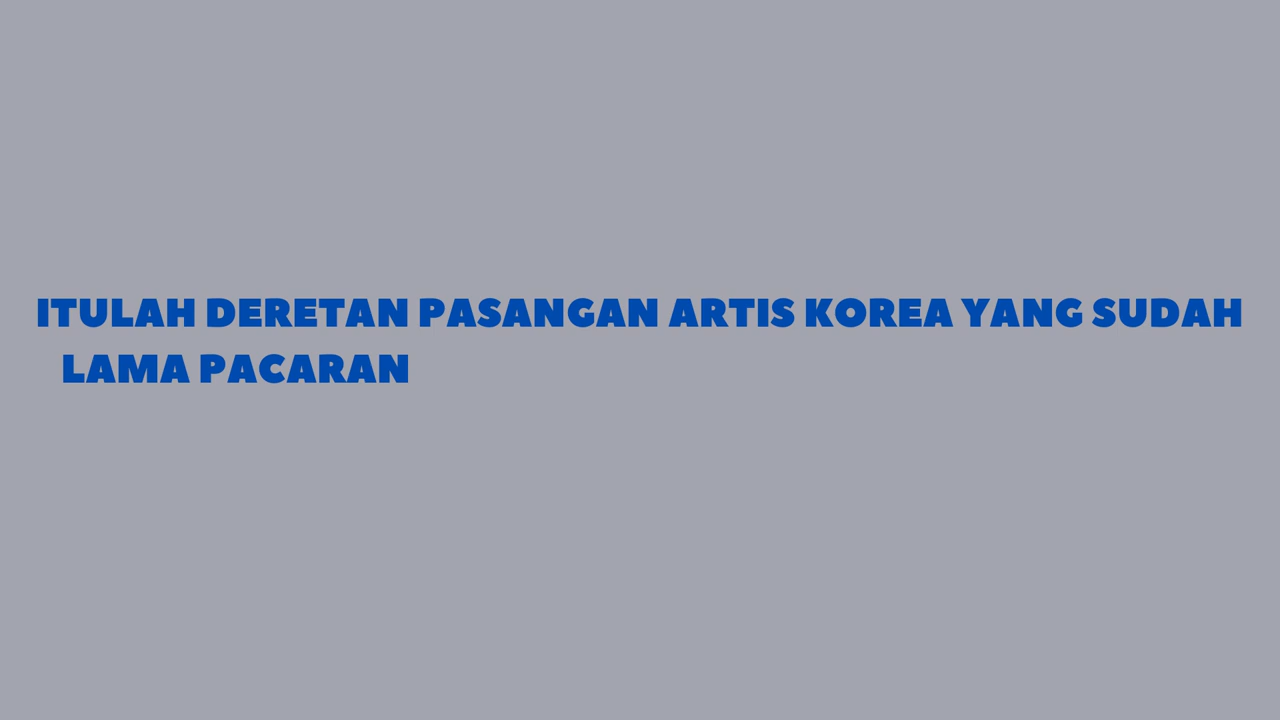 ITULAH DERETAN PASANGAN ARTIS KOREA YANG SUDAH
LAMA PACARAN